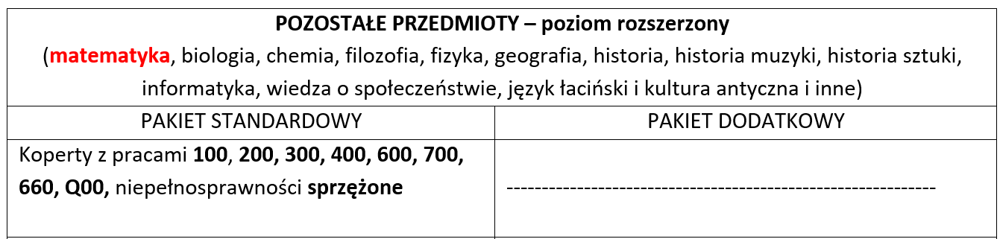 POZOSTAŁE PRZEDMIOTY – poziom rozszerzony
(matematyka, biologia, chemia, filozofia, fizyka, geografia, historia, historia muzyki, historia sztuki,
informatyka, wiedza o społeczeństwie, język łaciński i kultura antyczna i inne)
PAKIET STANDARDOWY
PAKIET DODATKOWY
Koperty z pracami 100, 200, 300, 400, 600, 700,
660, Q00, niepełnosprawności sprzężone
-------------------------------------------------------------